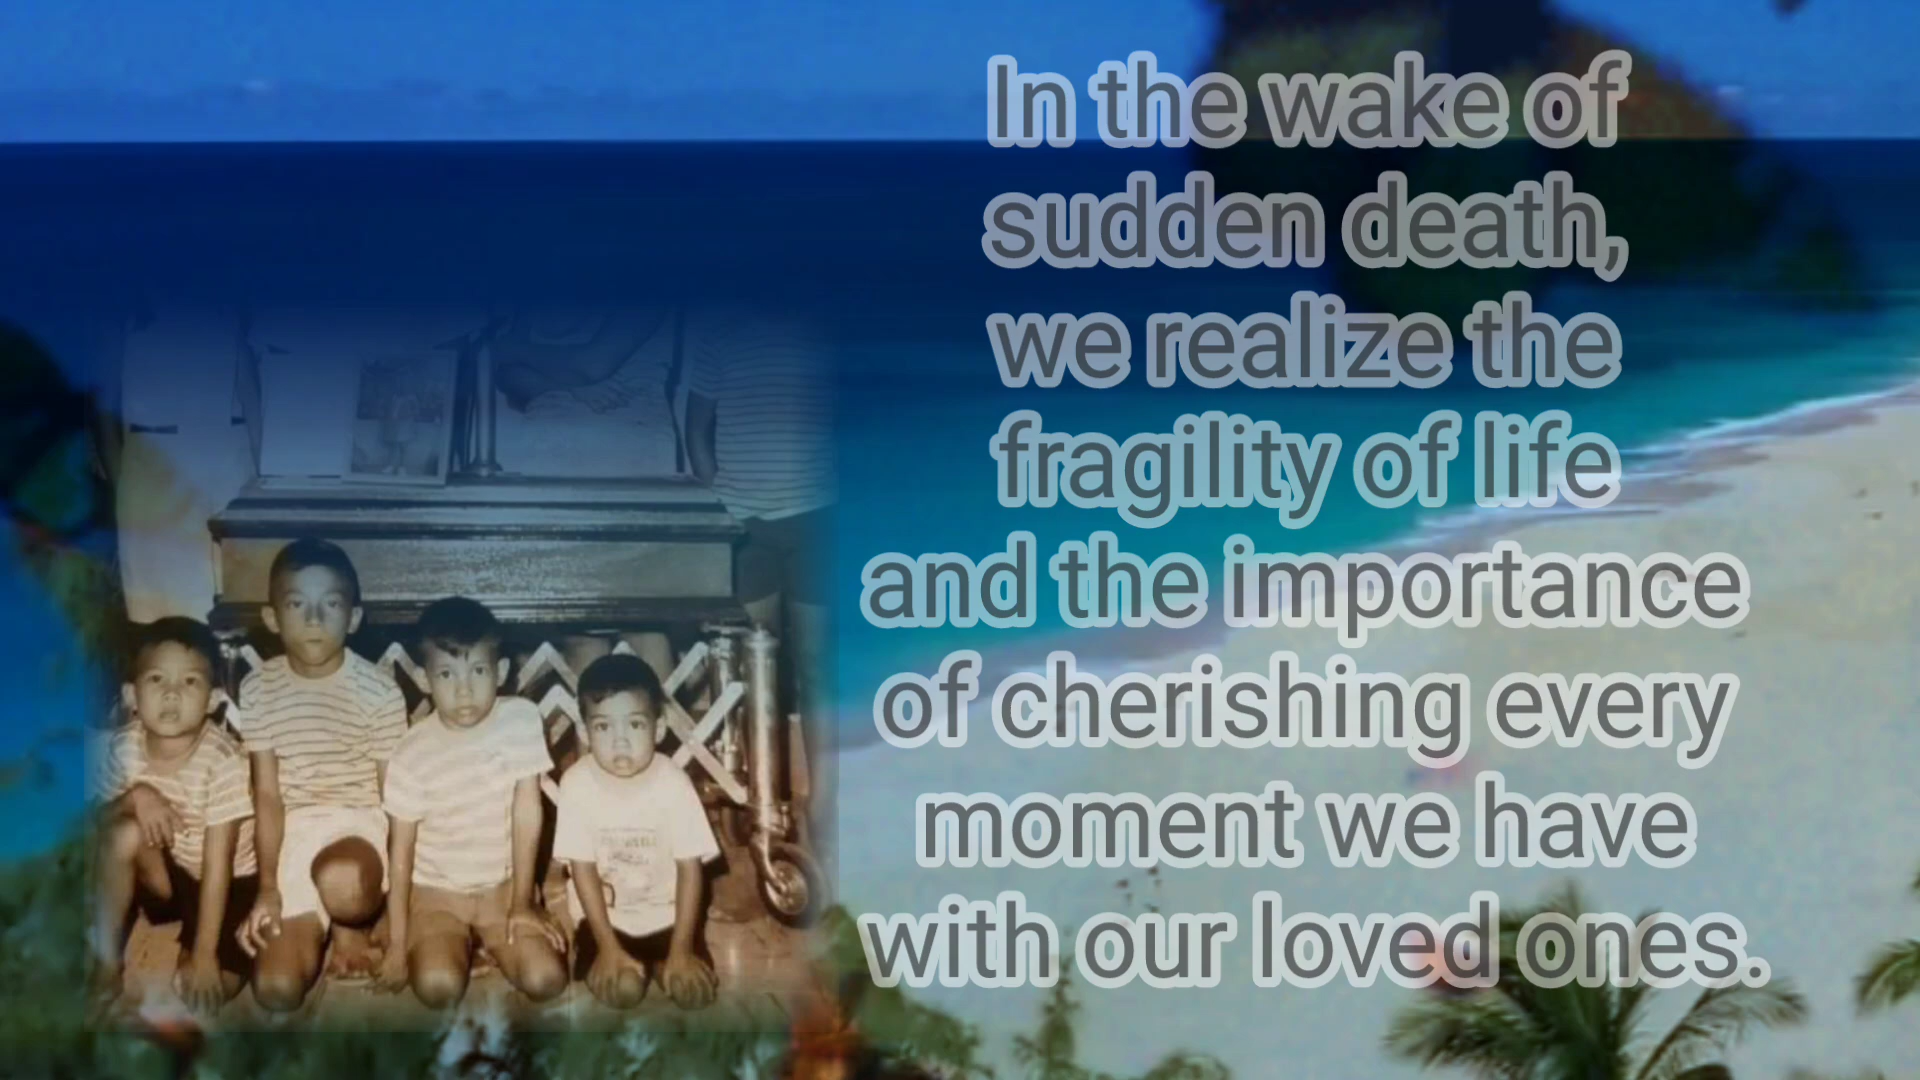 In the wake of
sudden death,
we realize the
fragility of life
and the importance
of cherishing every
moment we have
with our loved ones.